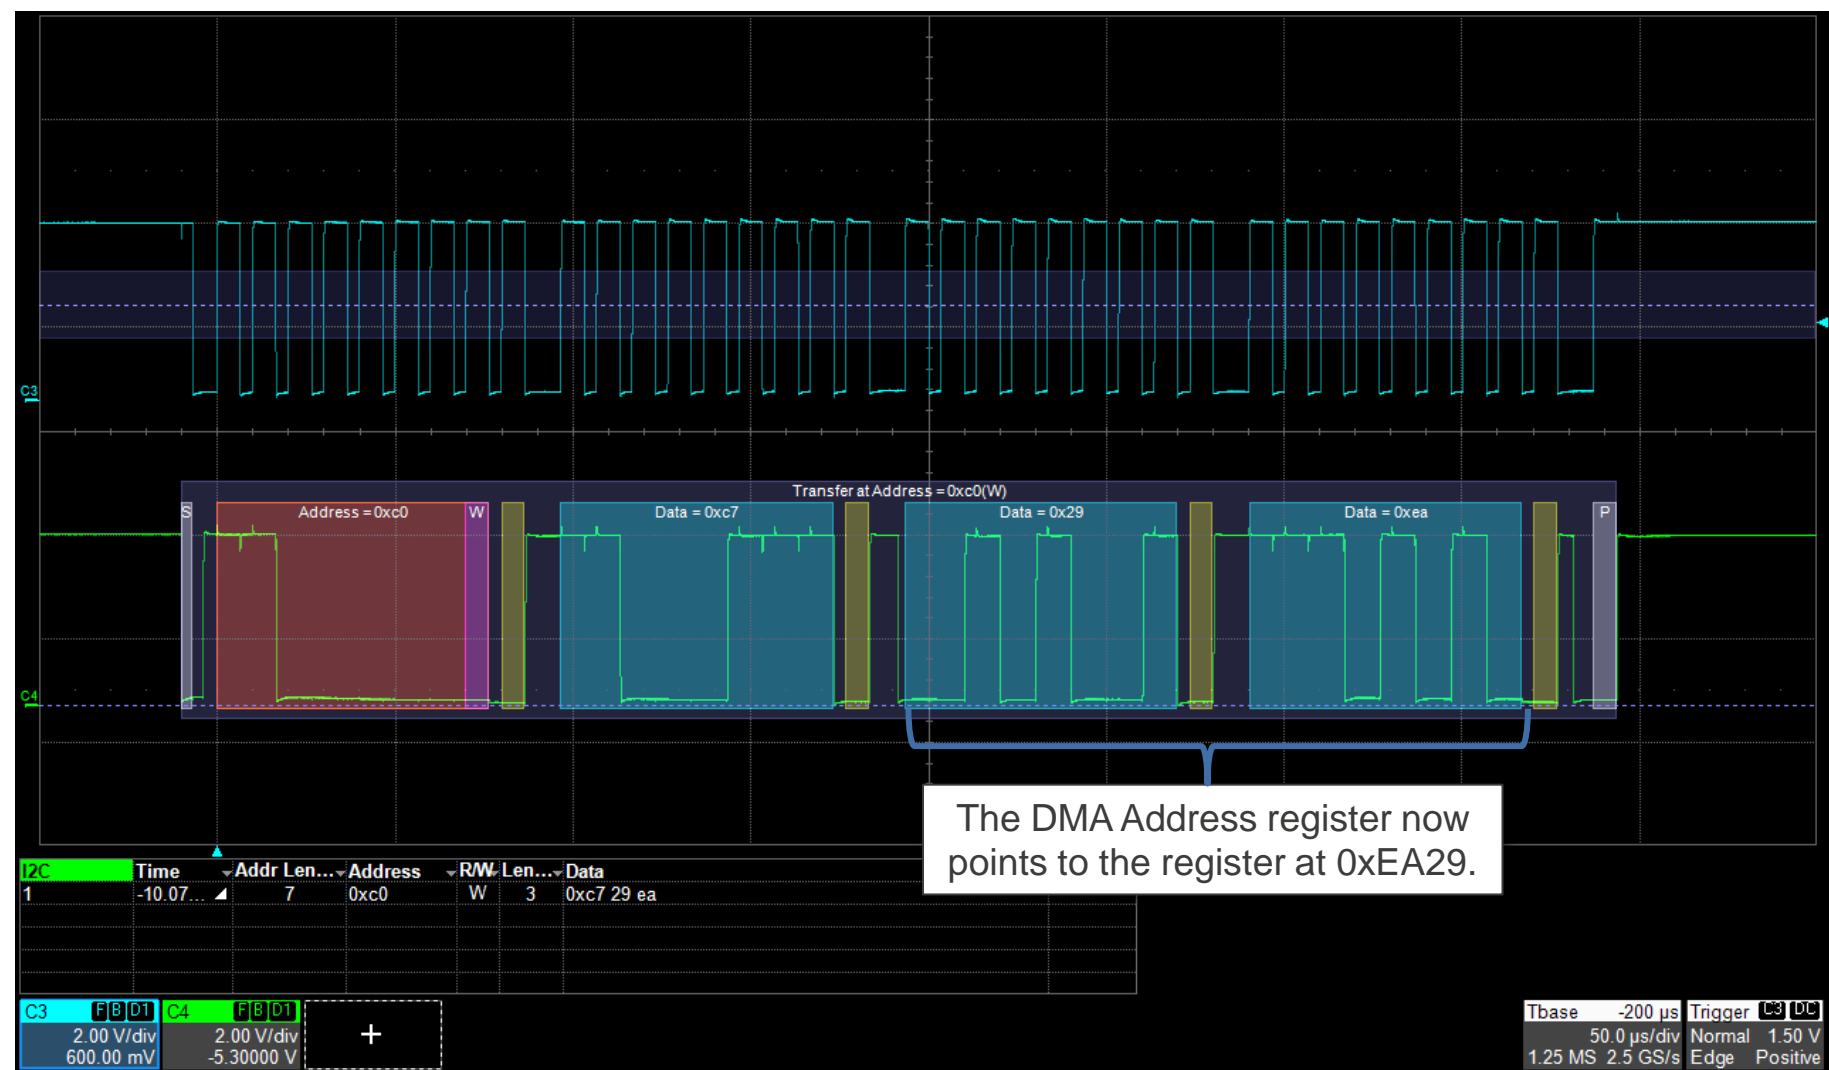 C3
Transfer at Address = 0xc0(W)
S Address = 0xc0 W Data = 0xc7 Data = 0x29 Data = 0xea P
C4
The DMA Address register now
points to the register at 0xEA29.
I2C Time Addr Len... Address R/W Len... Data
1 -10.07... 7 0xc0 W 3 0xc7 29 ea
C3 F B D1 C4 F B D1
2.00 V/div 2.00 V/div
600.00 mV -5.30000 V
+
Tbase -200 µs Trigger C3 DC
50.0 µs/div Normal 1.50 V
1.25 MS 2.5 GS/s Edge Positive